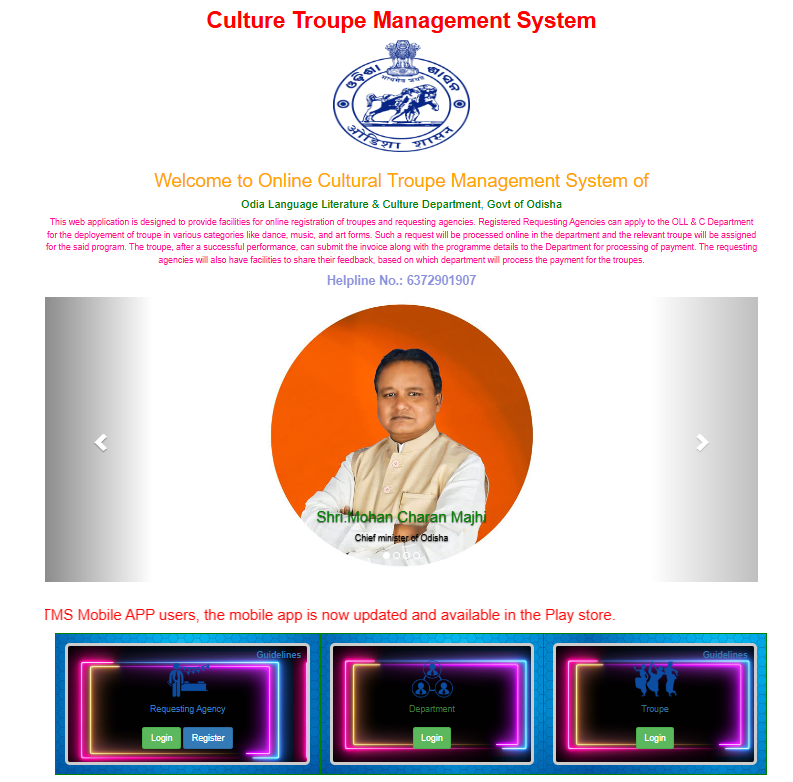 Culture Troupe Management System
ଓଡ଼ିଶା ଶାସନ
सत्यमेव जयते
ओडिशा शासन
Welcome to Online Cultural Troupe Management System of
Odia Language Literature & Culture Department, Govt of Odisha
This web application is designed to provide facilities for online registration of troupes and requesting agencies. Registered Requesting Agencies can apply to the OLL & C Department
for the deployement of troupe in various categories like dance, music, and art forms. Such a request will be processed online in the department and the relevant troupe will be assigned
for the said program. The troupe, after a successful performance, can submit the invoice along with the programme details to the Department for processing of payment. The requesting
agencies will also have facilities to share their feedback, based on which department will process the payment for the troupes.
Helpline No.: 6372901907
Shri.Mohan Charan Majhi
Chief minister of Odisha
TMS Mobile APP users, the mobile app is now updated and available in the Play store.
Guidelines
Requesting Agency
Login Register
Department
Login
Guidelines
Troupe
Login